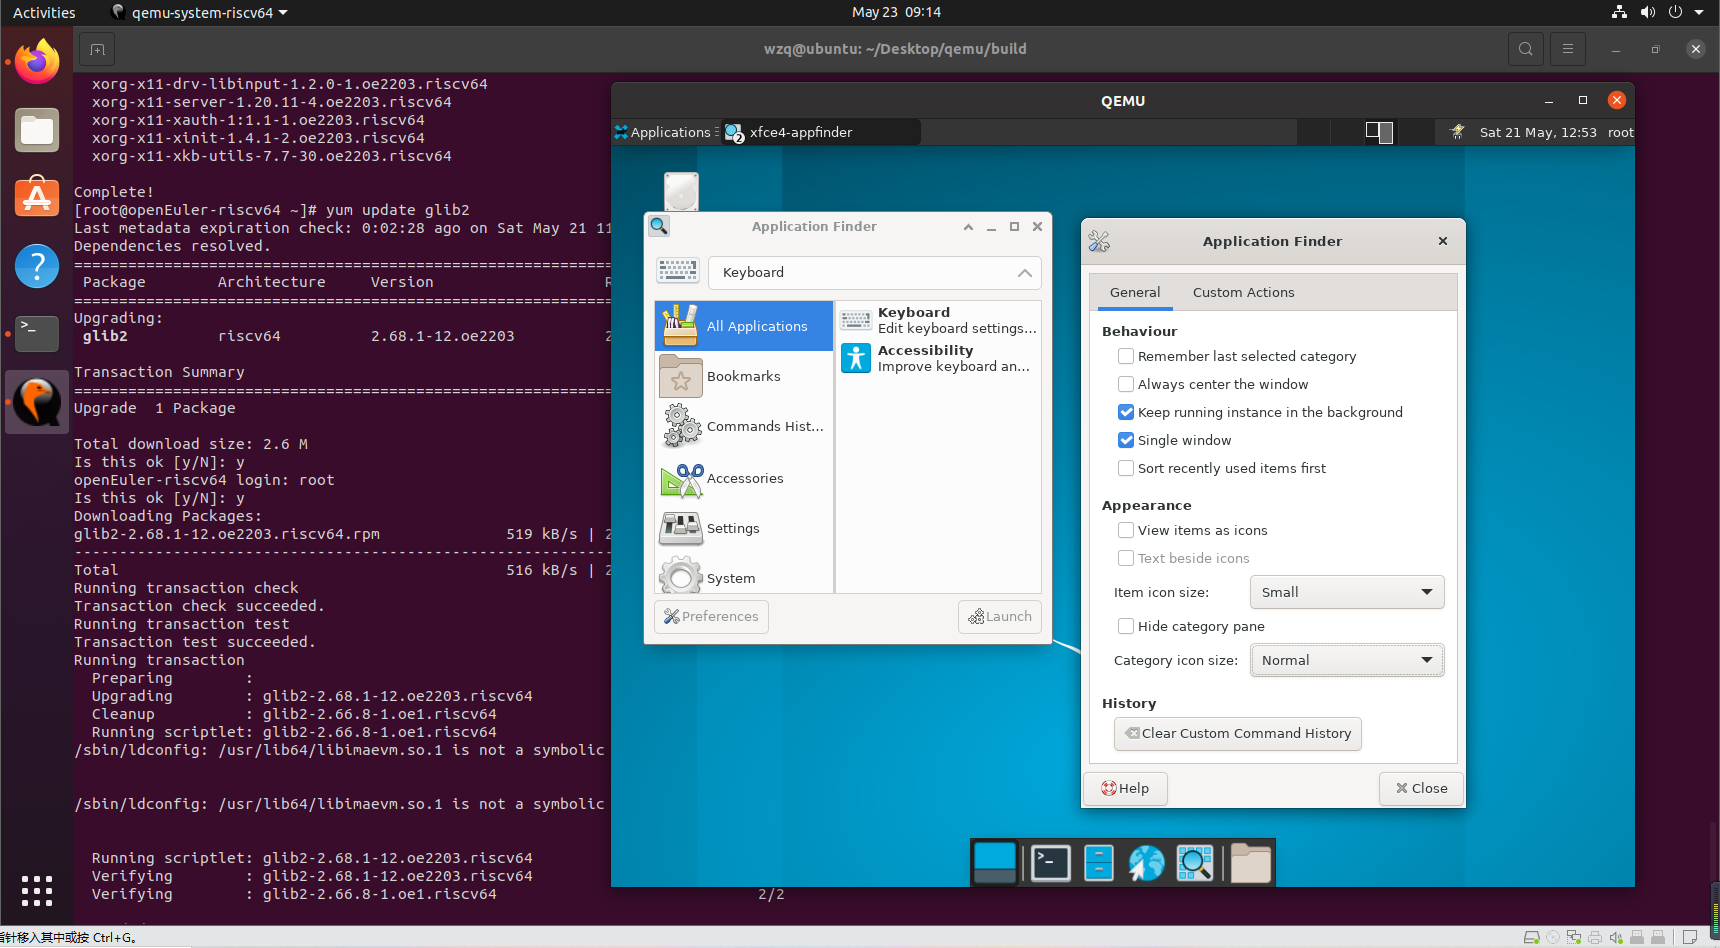 Activities
qemu-system-riscv64
May 23 09:14
wzq@ubuntu: ~/Desktop/qemu/build
xorg-x11-drv-libinput-1.2.0-1.oe2203.riscv64
xorg-x11-server-1.20.11-4.oe2203.riscv64
xorg-x11-xauth-1:1.1-1.oe2203.riscv64
xorg-x11-xinit-1.4.1-2.oe2203.riscv64
xorg-x11-xkb-utils-7.7-30.oe2203.riscv64
Complete!
[root@openEuler-riscv64 ~]# yum update glib2
Last metadata expiration check: 0:02:28 ago on Sat May 21 11
Dependencies resolved.
================================================================
Package Architecture Version R
================================================================
Upgrading:
glib2 riscv64 2.68.1-12.oe2203 2
Transaction Summary
================================================================
Upgrade 1 Package
Total download size: 2.6 M
Is this ok [y/N]: y
openEuler-riscv64 login: root
Is this ok [y/N]: y
Downloading Packages:
glib2-2.68.1-12.oe2203.riscv64.rpm 519 kB/s | 2
----------------------------------------------------------------
Total 516 kB/s | 2
Running transaction check
Transaction check succeeded.
Running transaction test
Transaction test succeeded.
Running transaction
Preparing :
Upgrading : glib2-2.68.1-12.oe2203.riscv64
Cleanup : glib2-2.66.8-1.oe1.riscv64
Running scriptlet: glib2-2.66.8-1.oe1.riscv64
/sbin/ldconfig: /usr/lib64/libimaevm.so.1 is not a symbolic
/sbin/ldconfig: /usr/lib64/libimaevm.so.1 is not a symbolic
Running scriptlet: glib2-2.68.1-12.oe2203.riscv64
Verifying : glib2-2.68.1-12.oe2203.riscv64
Verifying : glib2-2.66.8-1.oe1.riscv64 2/2
QEMU
Applications
2
xfce4-appfinder
Sat 21 May, 12:53
root
Application Finder
Keyboard
All Applications
Bookmarks
Commands Hist...
Accessories
Settings
System
Keyboard
Edit keyboard settings...
Accessibility
Improve keyboard an...
Preferences
Launch
Application Finder
General
Custom Actions
Behaviour
Remember last selected category
Always center the window
Keep running instance in the background
Single window
Sort recently used items first
Appearance
View items as icons
Text beside icons
Item icon size: Small
Hide category pane
Category icon size: Normal
History
Clear Custom Command History
Help
Close
指针移入其中或按 Ctrl+G。